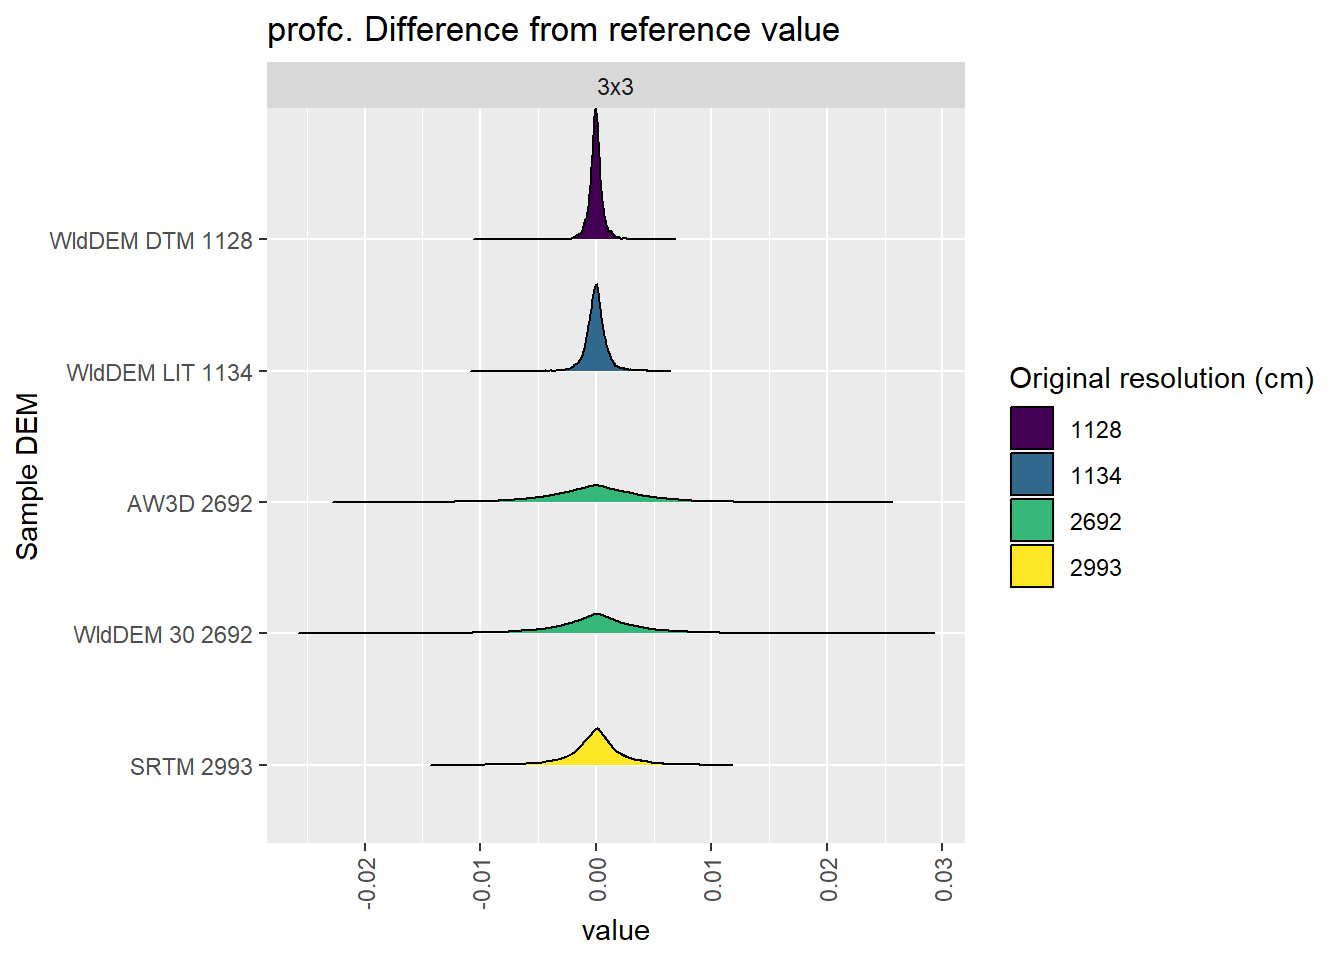 profc. Difference from reference value
3x3
WldDEM DTM 1128
WldDEM LIT 1134
AW3D 2692
WldDEM 30 2692
SRTM 2993
Sample DEM
-0.02
-0.01
0.00
0.01
0.02
0.03
value
Original resolution (cm)
1128
1134
2692
2993